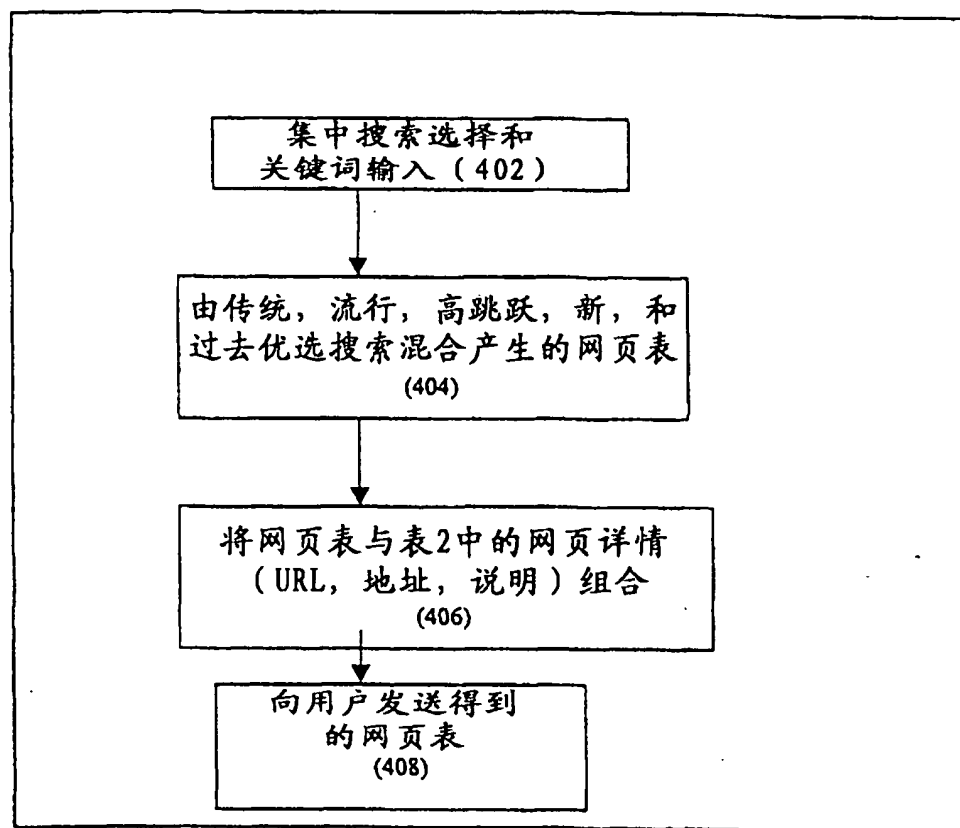 集中搜索选择和
关键词输入(402)
由传统, 流行, 高跳跃, 新, 和
过去优选搜索混合产生的网页表
(404)
将网页表与表2中的网页详情
(URL, 地址, 说明)组合
(406)
向用户发送得到
的网页表
(408)